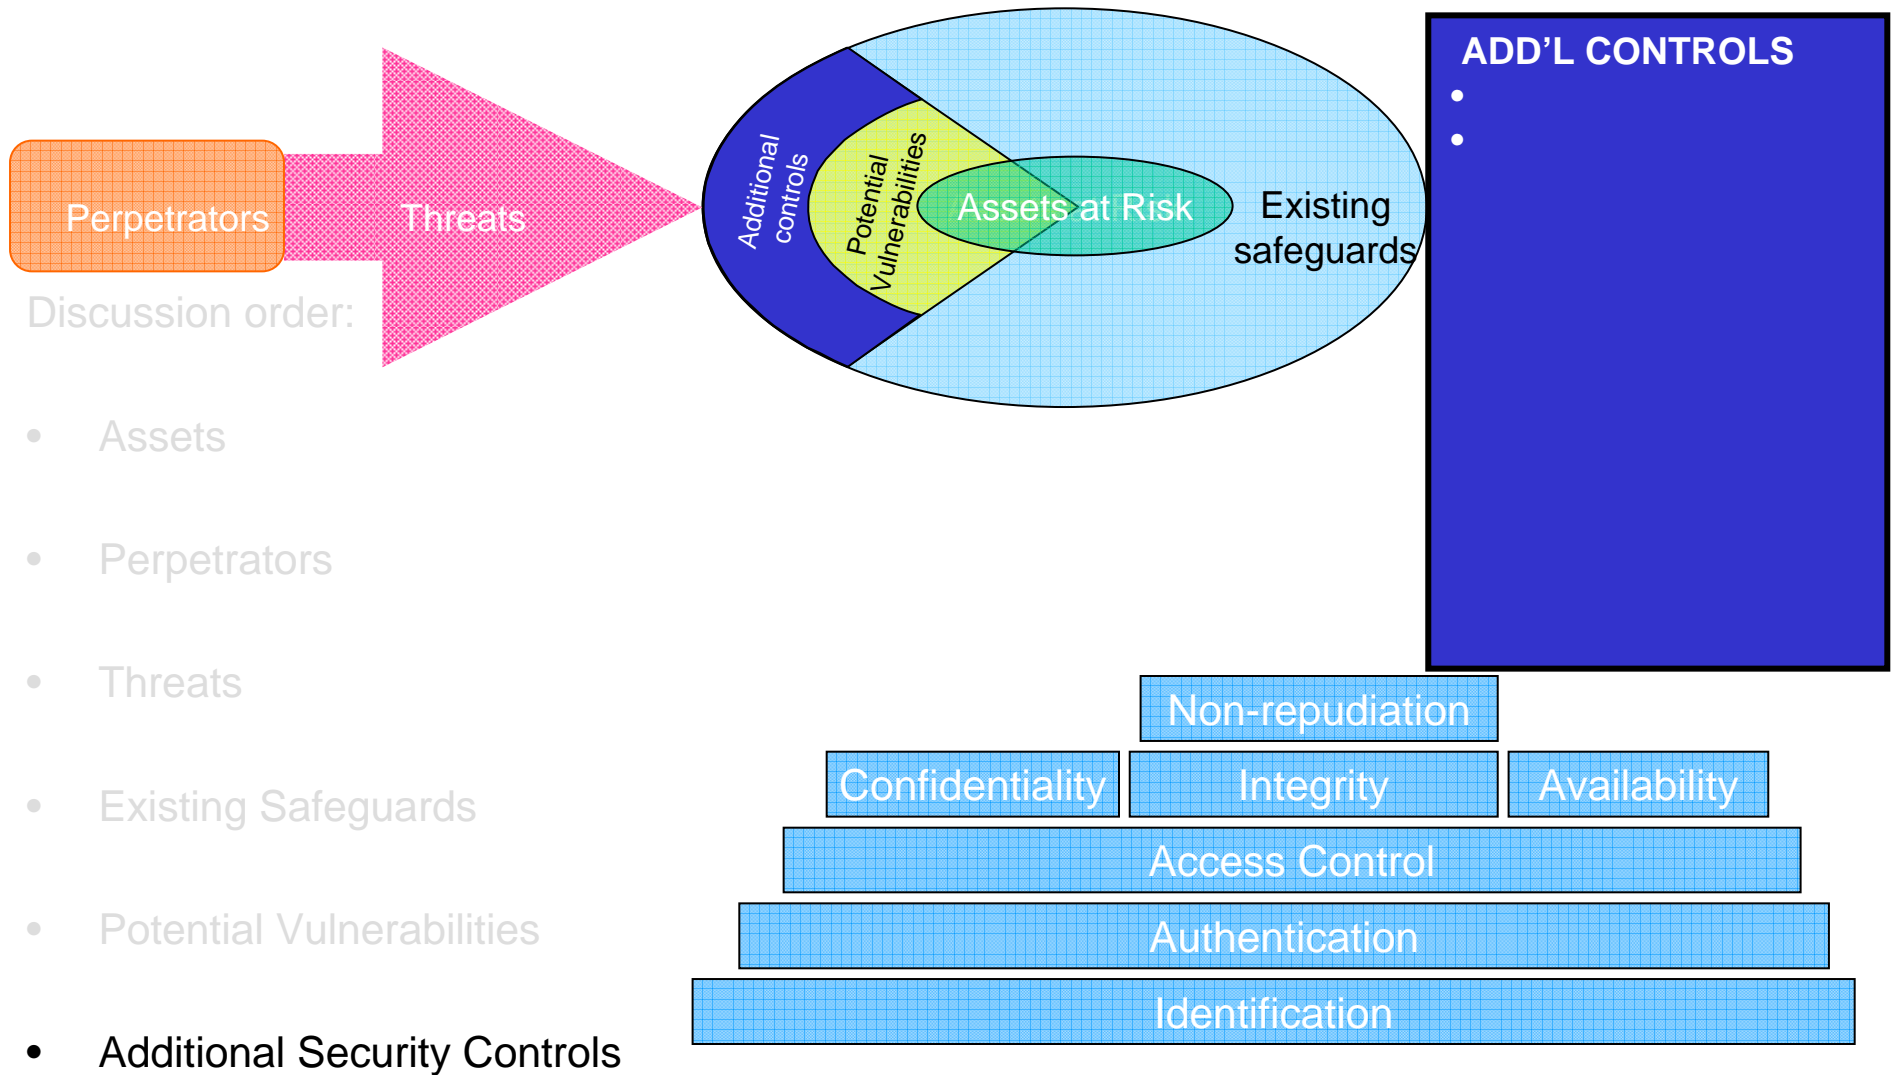 Perpetrators
Threats
Additional
controls
Potential
Vulnerabilities
Assets at Risk
Existing
safeguards
ADD’L CONTROLS
•
•
Discussion order:
• Assets
• Perpetrators
• Threats
• Existing Safeguards
• Potential Vulnerabilities
• Additional Security Controls
Non-repudiation
Confidentiality
Integrity
Availability
Access Control
Authentication
Identification